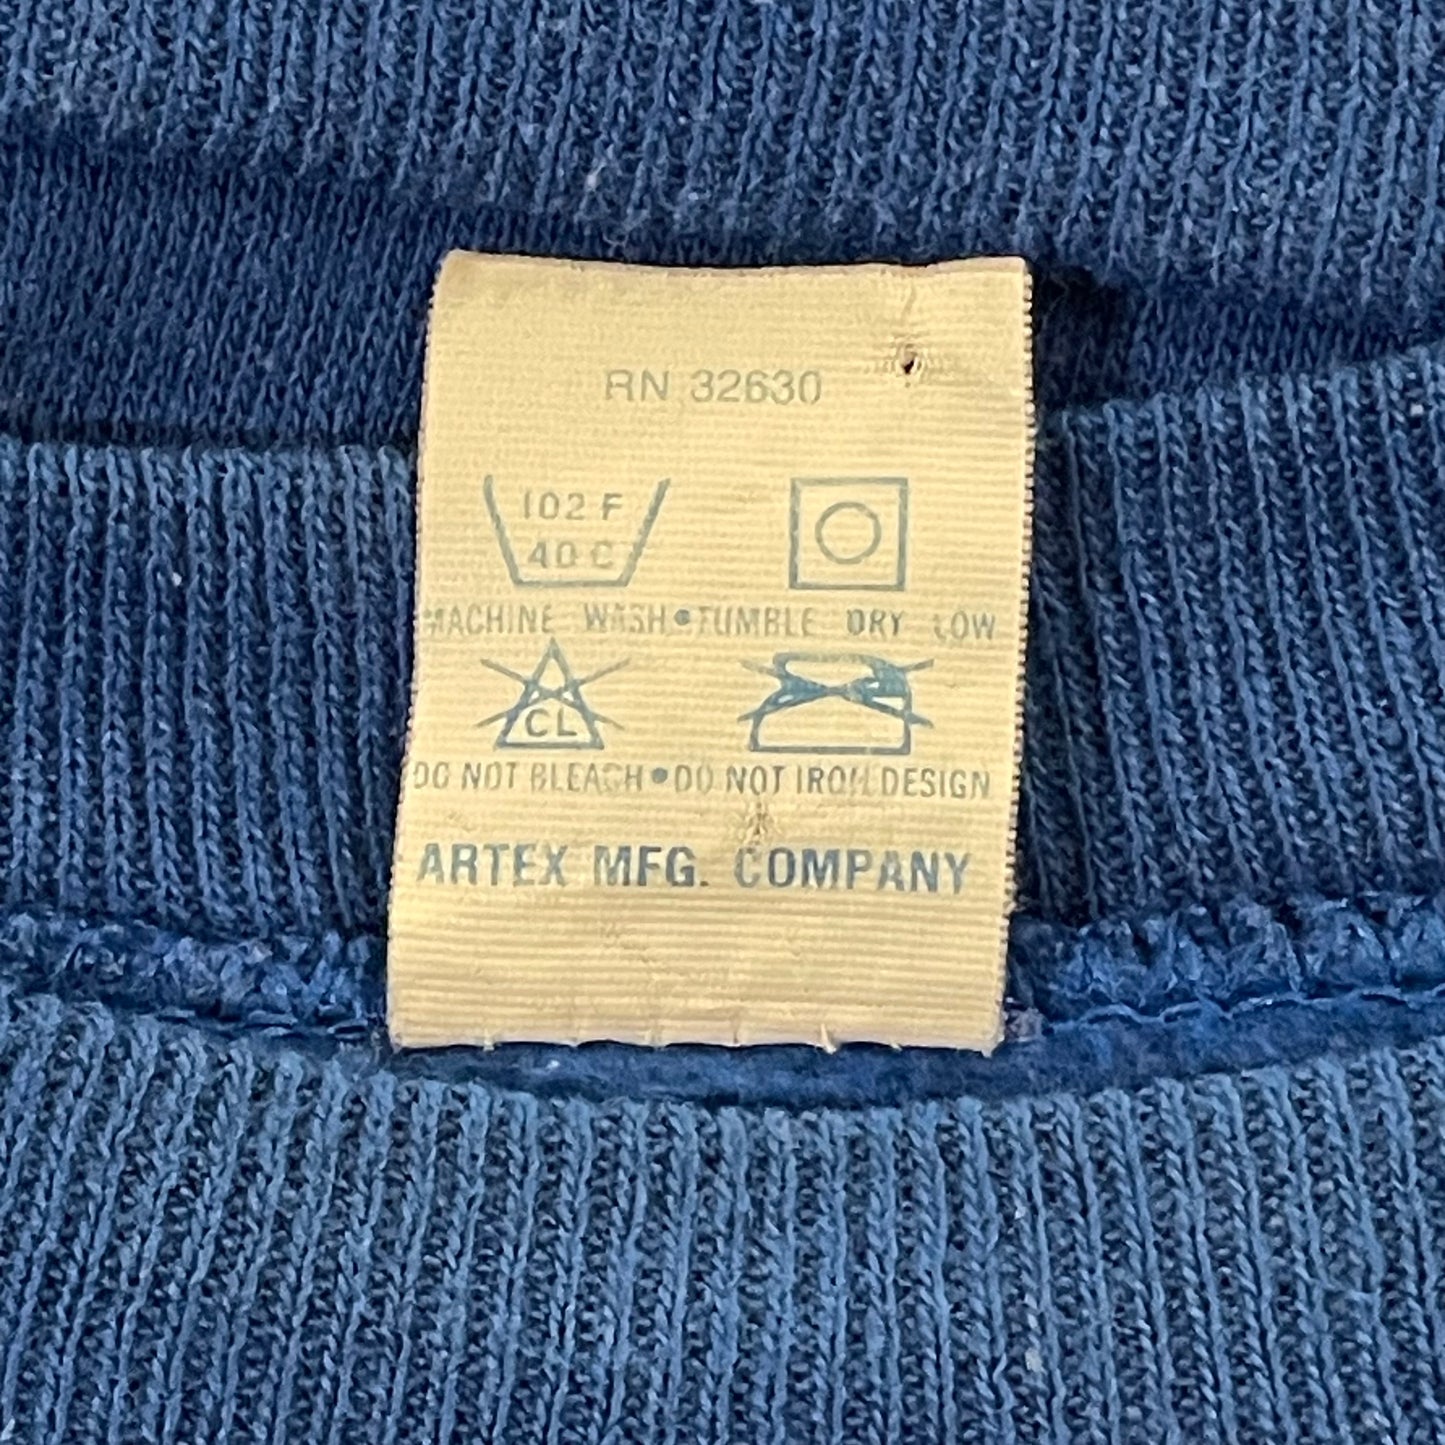 RN 32630
102 F
40 C
MACHINE WASH • TUMBLE DRY LOW
CL
DO NOT BLEACH • DO NOT IRON DESIGN
ARTEX MFG. COMPANY